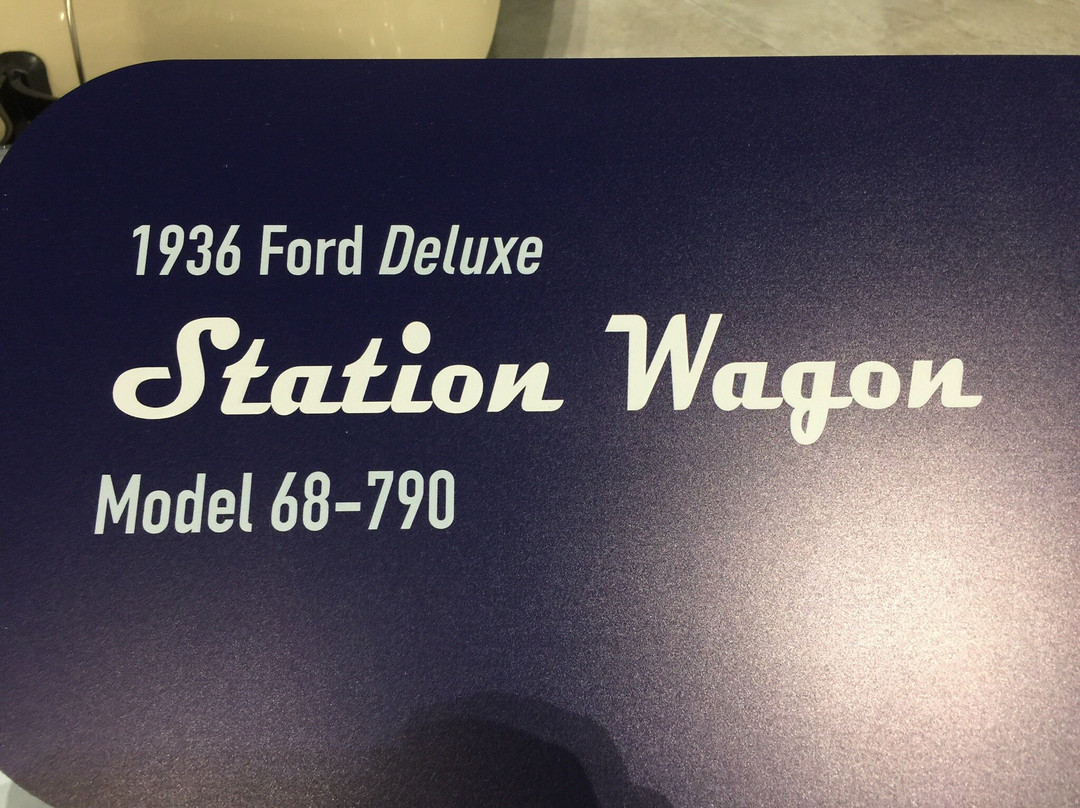 1936 Ford Deluxe
Station Wagon
Model 68-790